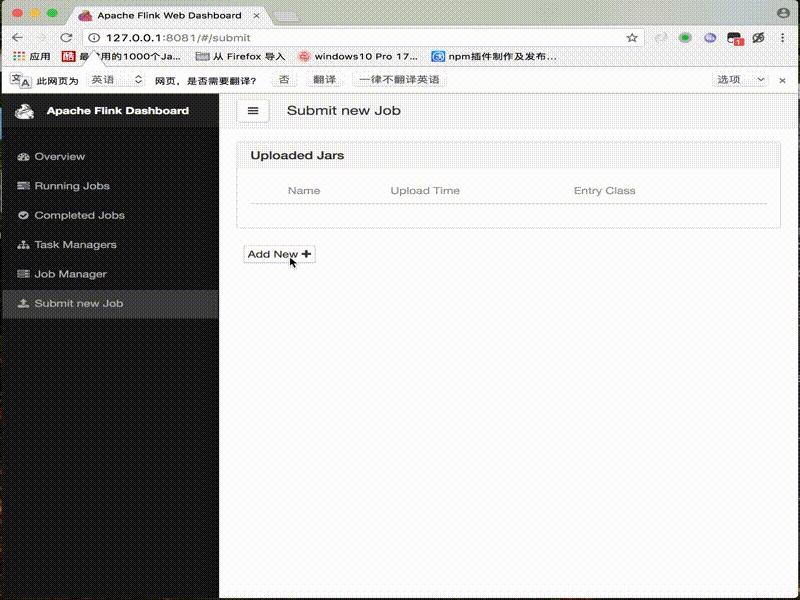 Apache Flink Web Dashboard
127.0.0.1:8081/#/submit
应用 用的1000个Ja... 从 Firefox 导入 windows10 Pro 17... npm插件制作及发布...
此网页为 英语 网页，是否需要翻译? 否 翻译 一律不翻译英语 选项
Apache Flink Dashboard
Submit new Job
Overview
Running Jobs
Completed Jobs
Task Managers
Job Manager
Submit new Job
Uploaded Jars
Name Upload Time Entry Class
Add New